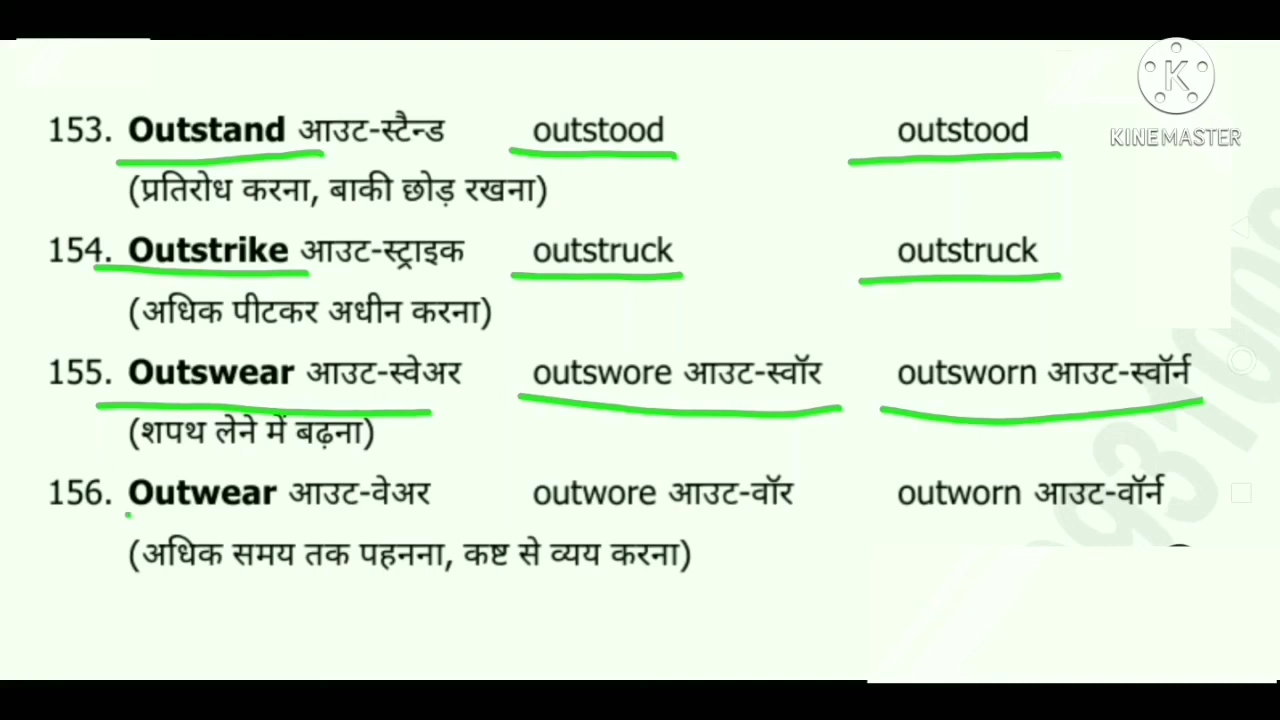 153. Outstand आउट-स्टैन्ड outstood outstood
(प्रतिरोध करना, बाकी छोड़ रखना)
154. Outstrike आउट-स्ट्राइक outstruck outstruck
(अधिक पीटकर अधीन करना)
155. Outswear आउट-स्वेअर outswore आउट-स्वॉर outsworn आउट-स्वॉर्न
(शपथ लेने में बढ़ना)
156. Outwear आउट-वेअर outwore आउट-वॉर outworn आउट-वॉर्न
(अधिक समय तक पहनना, कष्ट से व्यय करना)
K
KINEMASTER